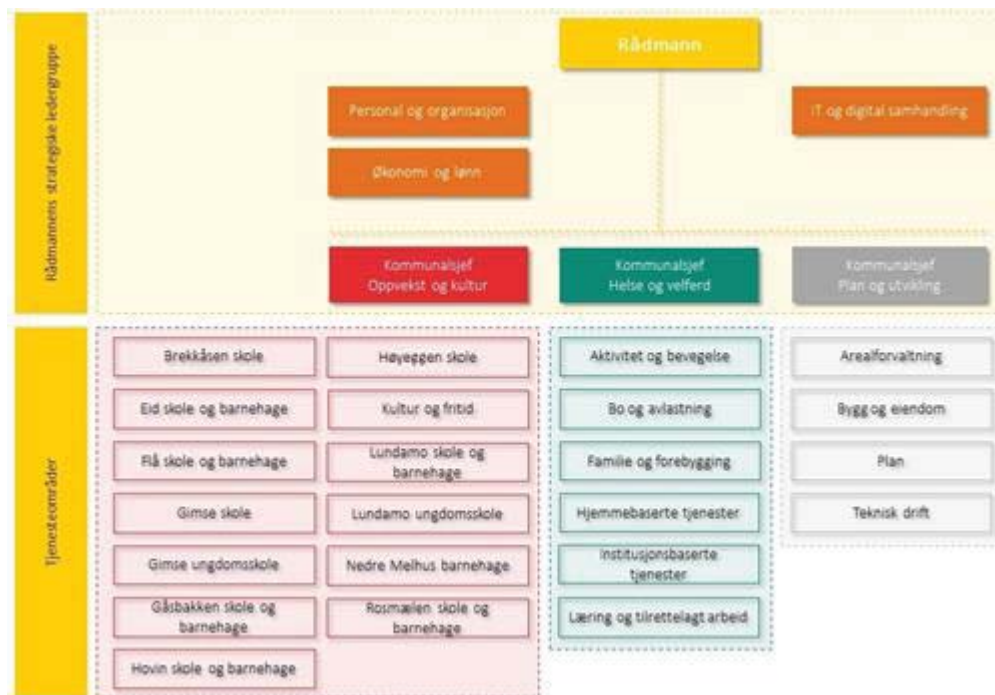 Rådmannens strategiske ledergruppe
Rådmann
Personal og organisasjon
IT og digital samhandling
Økonomi og lønn
Kommunalsjef
Oppvekst og kultur
Kommunalsjef
Helse og velferd
Kommunalsjef
Plan og utvikling
Tjenesteområder
Brekkåsen skole
Eid skole og barnehage
Flå skole og barnehage
Gimse skole
Gimse ungdomsskole
Gåsbakken skole og
barnehage
Hovin skole og barnehage
Høyeggen skole
Kultur og fritid
Lundamo skole og
barnehage
Lundamo ungdomsskole
Nedre Melhus barnehage
Rosmælen skole og
barnehage
Aktivitet og bevegelse
Bo og avlastning
Familie og forebygging
Hjemmebaserte tjenester
Institusjonsbaserte
tjenester
Læring og tilrettelagt arbeid
Arealforvaltning
Bygg og eiendom
Plan
Teknisk drift